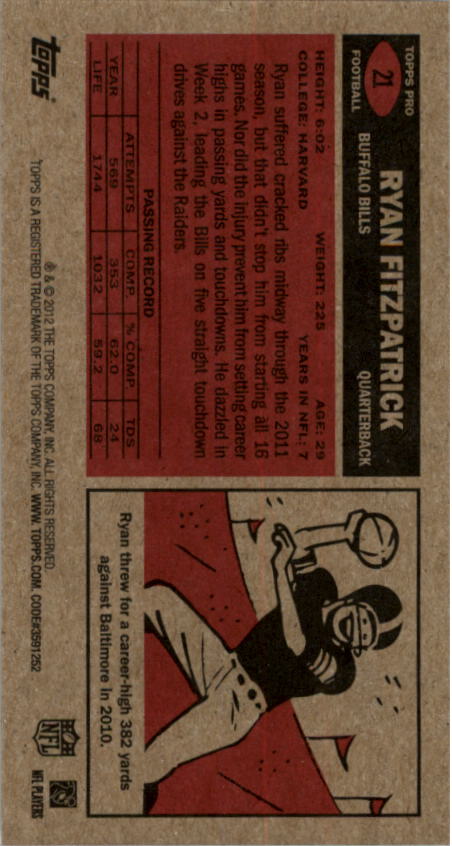 TOPPS PRO
21
FOOTBALL
RYAN FITZPATRICK
BUFFALO BILLS QUARTERBACK
HEIGHT: 6:02 WEIGHT: 225 AGE: 29
COLLEGE: HARVARD YEARS IN NFL: 7
Ryan suffered cracked ribs midway through the 2011
season, but that didn't stop him from starting all 16
games. Nor did the injury prevent him from setting career
highs in passing yards and touchdowns. He dazzled in
Week 2, leading the Bills on five straight touchdown
drives against the Raiders.
PASSING RECORD
ATTEMPTS COMP % COMP TDS
YEAR 569 353 62.0 24
LIFE 1744 1032 59.2 68
Ryan threw for a career-high 382 yards
against Baltimore in 2010.
TOPPS
® & © 2012 THE TOPPS COMPANY, INC. ALL RIGHTS RESERVED.
TOPPS IS A REGISTERED TRADEMARK OF THE TOPPS COMPANY, INC. WWW.TOPPS.COM. CODE#3591252
NFL
NFL PLAYERS